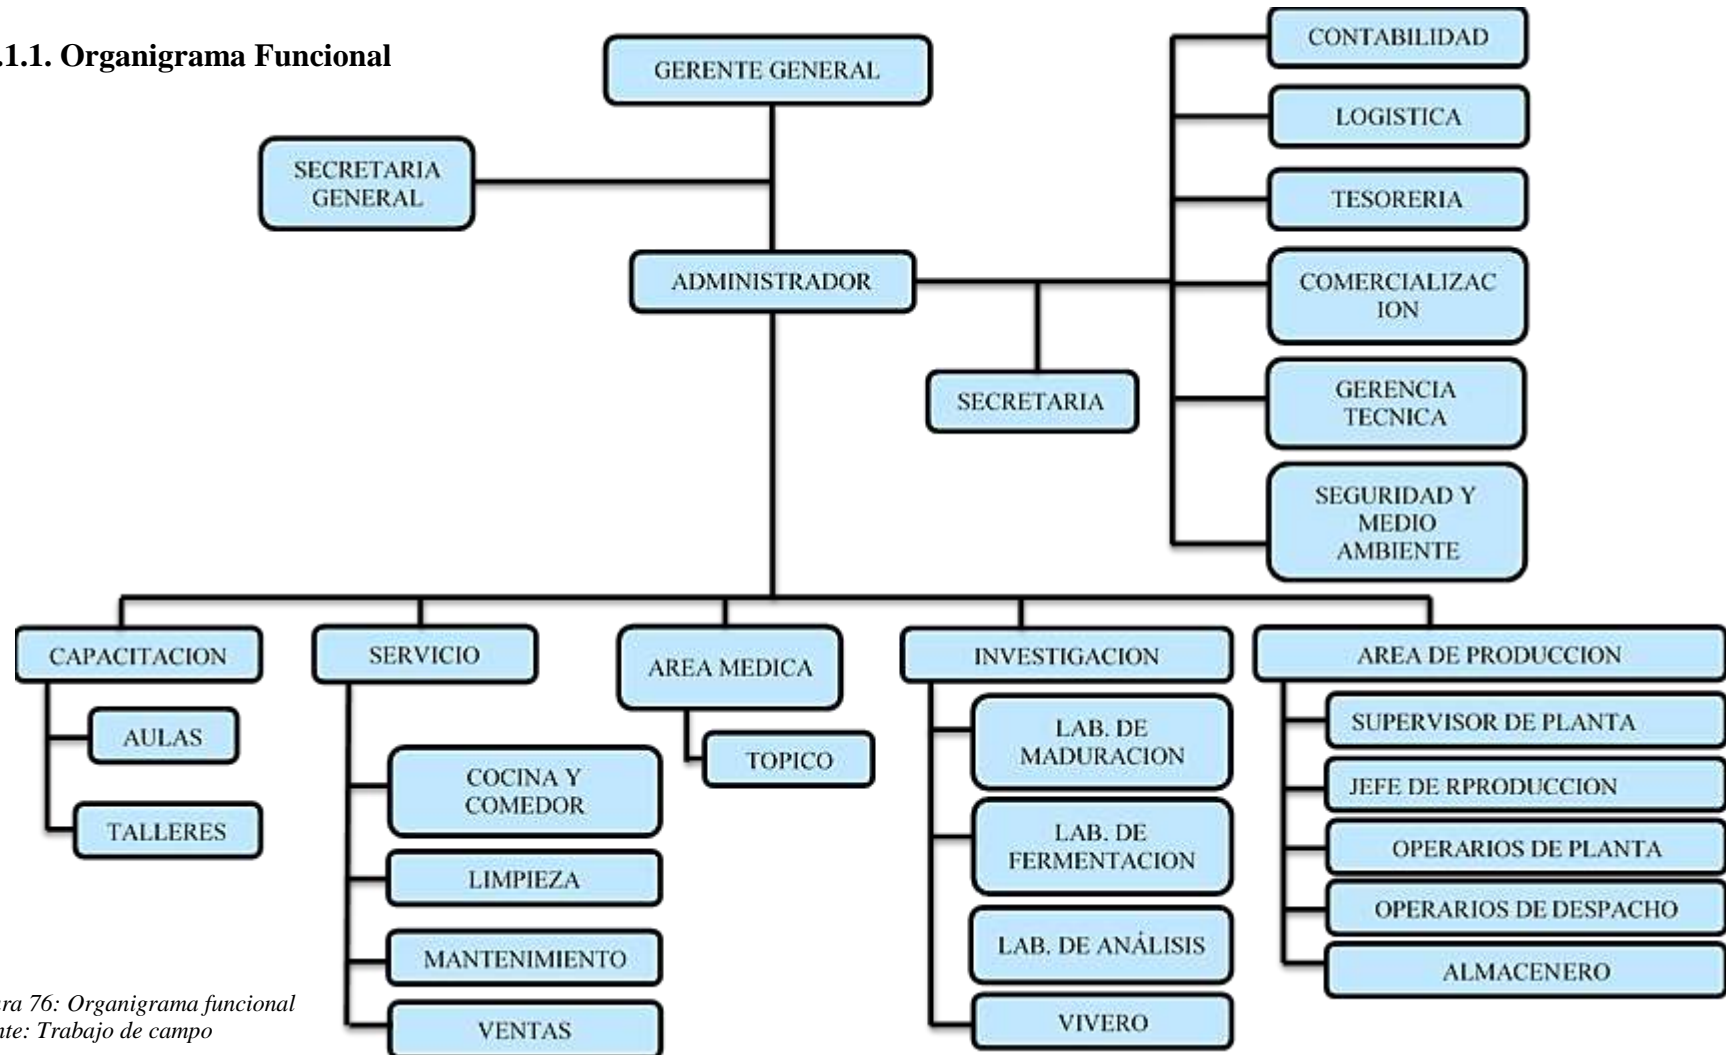 .1.1. Organigrama Funcional
GERENTE GENERAL
SECRETARIA
GENERAL
ADMINISTRADOR
SECRETARIA
CONTABILIDAD
LOGISTICA
TESORERIA
COMERCIALIZAC
ION
GERENCIA
TECNICA
SEGURIDAD Y
MEDIO
AMBIENTE
CAPACITACION
AULAS
TALLERES
SERVICIO
COCINA Y
COMEDOR
LIMPIEZA
MANTENIMIENTO
VENTAS
AREA MEDICA
TOPICO
INVESTIGACION
LAB. DE
MADURACION
LAB. DE
FERMENTACION
LAB. DE ANÁLISIS
VIVERO
AREA DE PRODUCCION
SUPERVISOR DE PLANTA
JEFE DE RPRODUCCION
OPERARIOS DE PLANTA
OPERARIOS DE DESPACHO
ALMACENERO
ura 76: Organigrama funcional
nte: Trabajo de campo